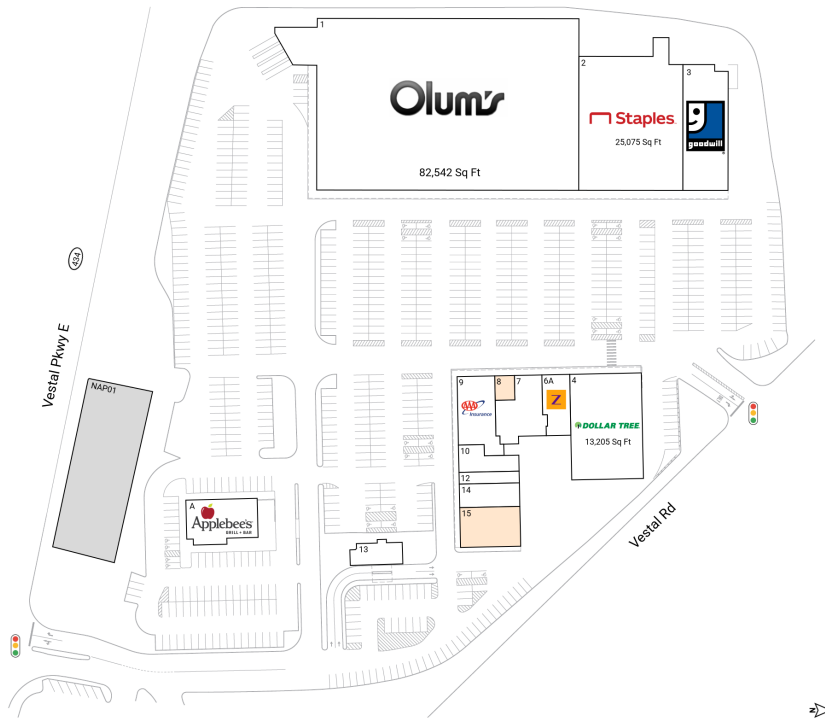 1
Olum's
82,542 Sq Ft
2
Staples
25,075 Sq Ft
3
goodwill
434
Vestal Pkwy E
NAP01
9
AAA
Insurance
8
7
6A
Z
4
DOLLAR TREE
13,205 Sq Ft
10
12
14
15
A
Applebee's
GRILL + BAR
13
Vestal Rd
N